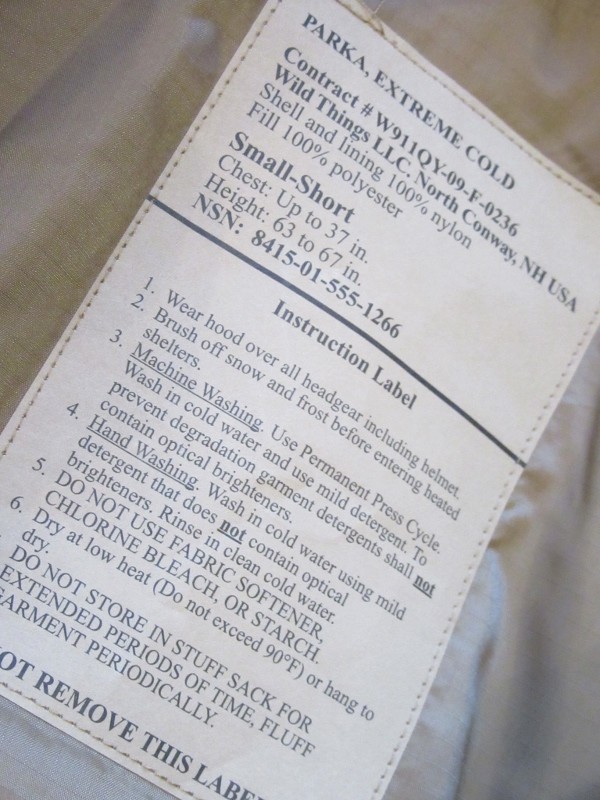 PARKA, EXTREME COLD
Contract # W911QY-09-F-0236
Wild Things LLC, North Conway, NH USA
Shell and lining 100% nylon
Fill 100% polyester
Small-Short
Chest: Up to 37 in.
Height: 63 to 67 in.
NSN: 8415-01-555-1266
Instruction Label
1. Wear hood over all headgear including helmet.
2. Brush off snow and frost before entering heated
shelters.
3. Machine Washing. Use Permanent Press Cycle.
Wash in cold water and use mild detergent. To
prevent degradation garment detergents shall not
contain optical brighteners.
4. Hand Washing. Wash in cold water using mild
detergent that does not contain optical
brighteners. Rinse in clean cold water.
5. DO NOT USE FABRIC SOFTENER,
CHLORINE BLEACH, OR STARCH.
6. Dry at low heat (Do not exceed 90°F) or hang to
dry.
DO NOT STORE IN STUFF SACK FOR
EXTENDED PERIODS OF TIME, FLUFF
GARMENT PERIODICALLY.
NOT REMOVE THIS LABEL